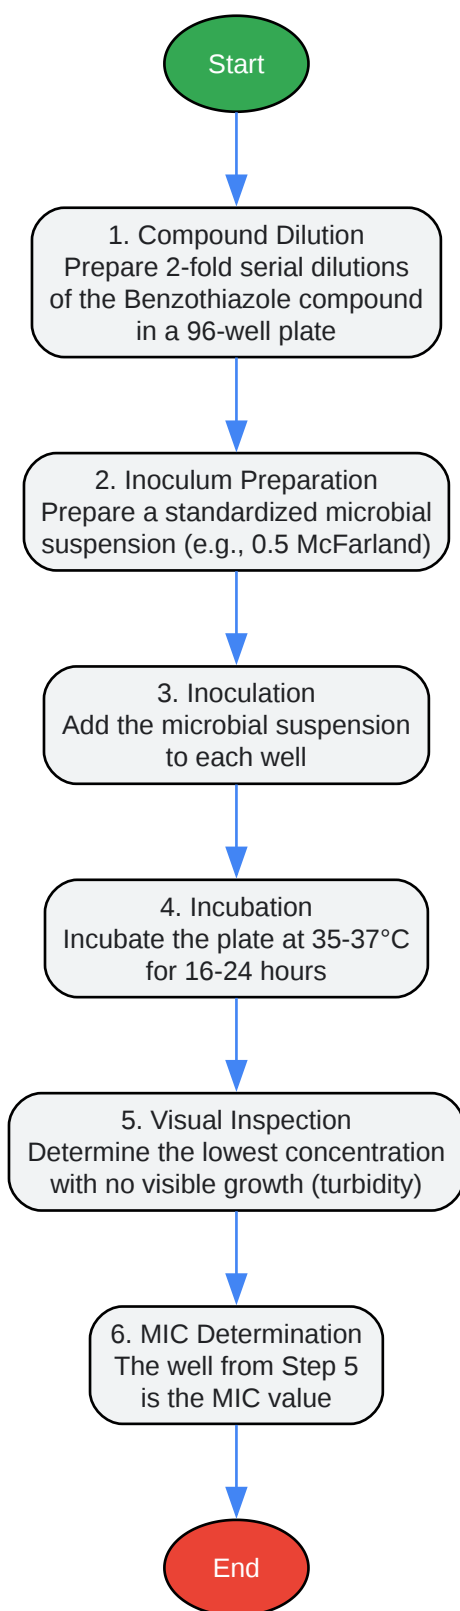 Start
1. Compound Dilution
Prepare 2-fold serial dilutions
of the Benzothiazole compound
in a 96-well plate
2. Inoculum Preparation
Prepare a standardized microbial
suspension (e.g., 0.5 McFarland)
3. Inoculation
Add the microbial suspension
to each well
4. Incubation
Incubate the plate at 35-37°C
for 16-24 hours
5. Visual Inspection
Determine the lowest concentration
with no visible growth (turbidity)
6. MIC Determination
The well from Step 5
is the MIC value
End